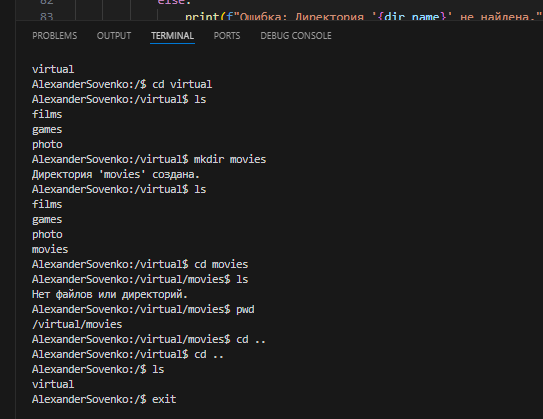 82 else:
83 print(f"Ошибка: Директория '{dir_name}' не найдена."
PROBLEMS OUTPUT TERMINAL PORTS DEBUG CONSOLE
virtual
AlexanderSovenko:/$ cd virtual
AlexanderSovenko:/virtual$ ls
films
games
photo
AlexanderSovenko:/virtual$ mkdir movies
Директория 'movies' создана.
AlexanderSovenko:/virtual$ ls
films
games
photo
movies
AlexanderSovenko:/virtual$ cd movies
AlexanderSovenko:/virtual/movies$ ls
Нет файлов или директорий.
AlexanderSovenko:/virtual/movies$ pwd
/virtual/movies
AlexanderSovenko:/virtual/movies$ cd ..
AlexanderSovenko:/virtual$ cd ..
AlexanderSovenko:/$ ls
virtual
AlexanderSovenko:/$ exit